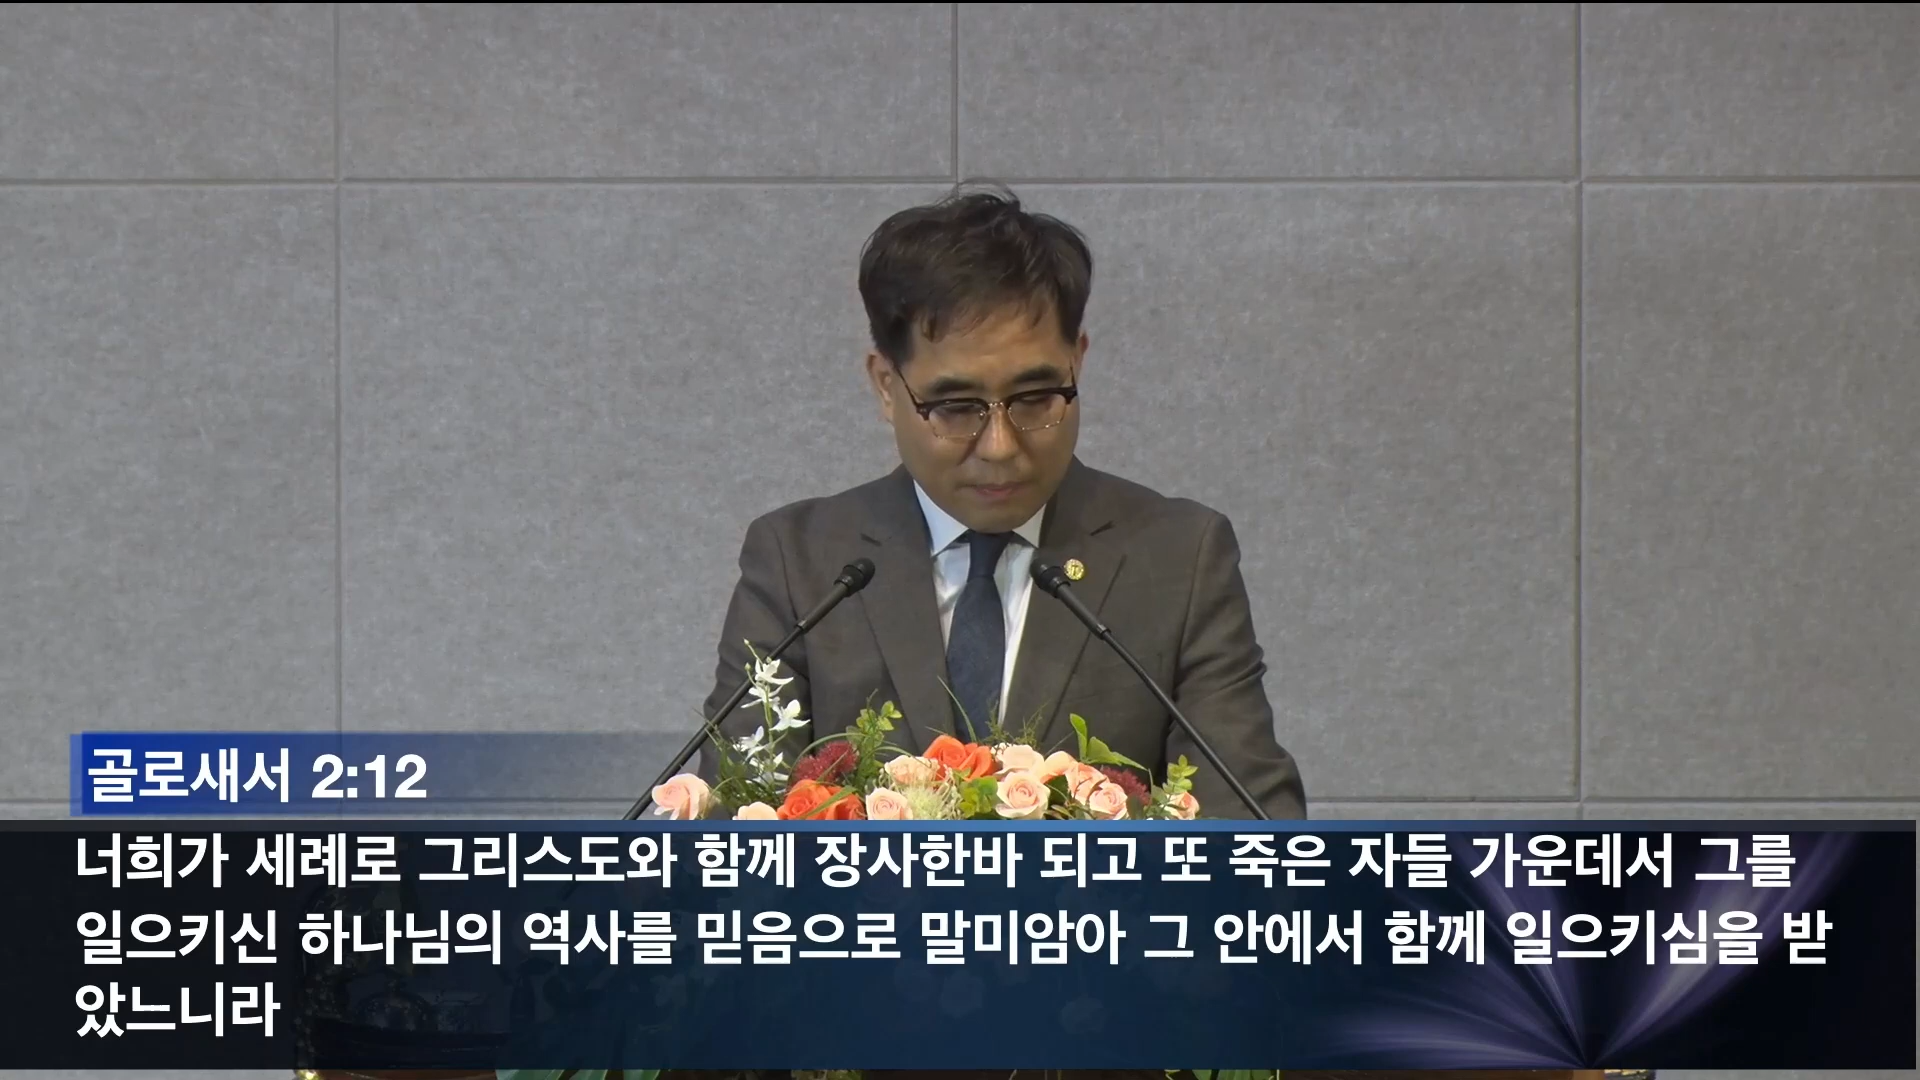 골로새서 2:12
너희가 세례로 그리스도와 함께 장사한바 되고 또 죽은 자들 가운데서 그를
일으키신 하나님의 역사를 믿음으로 말미암아 그 안에서 함께 일으키심을 받
았느니라